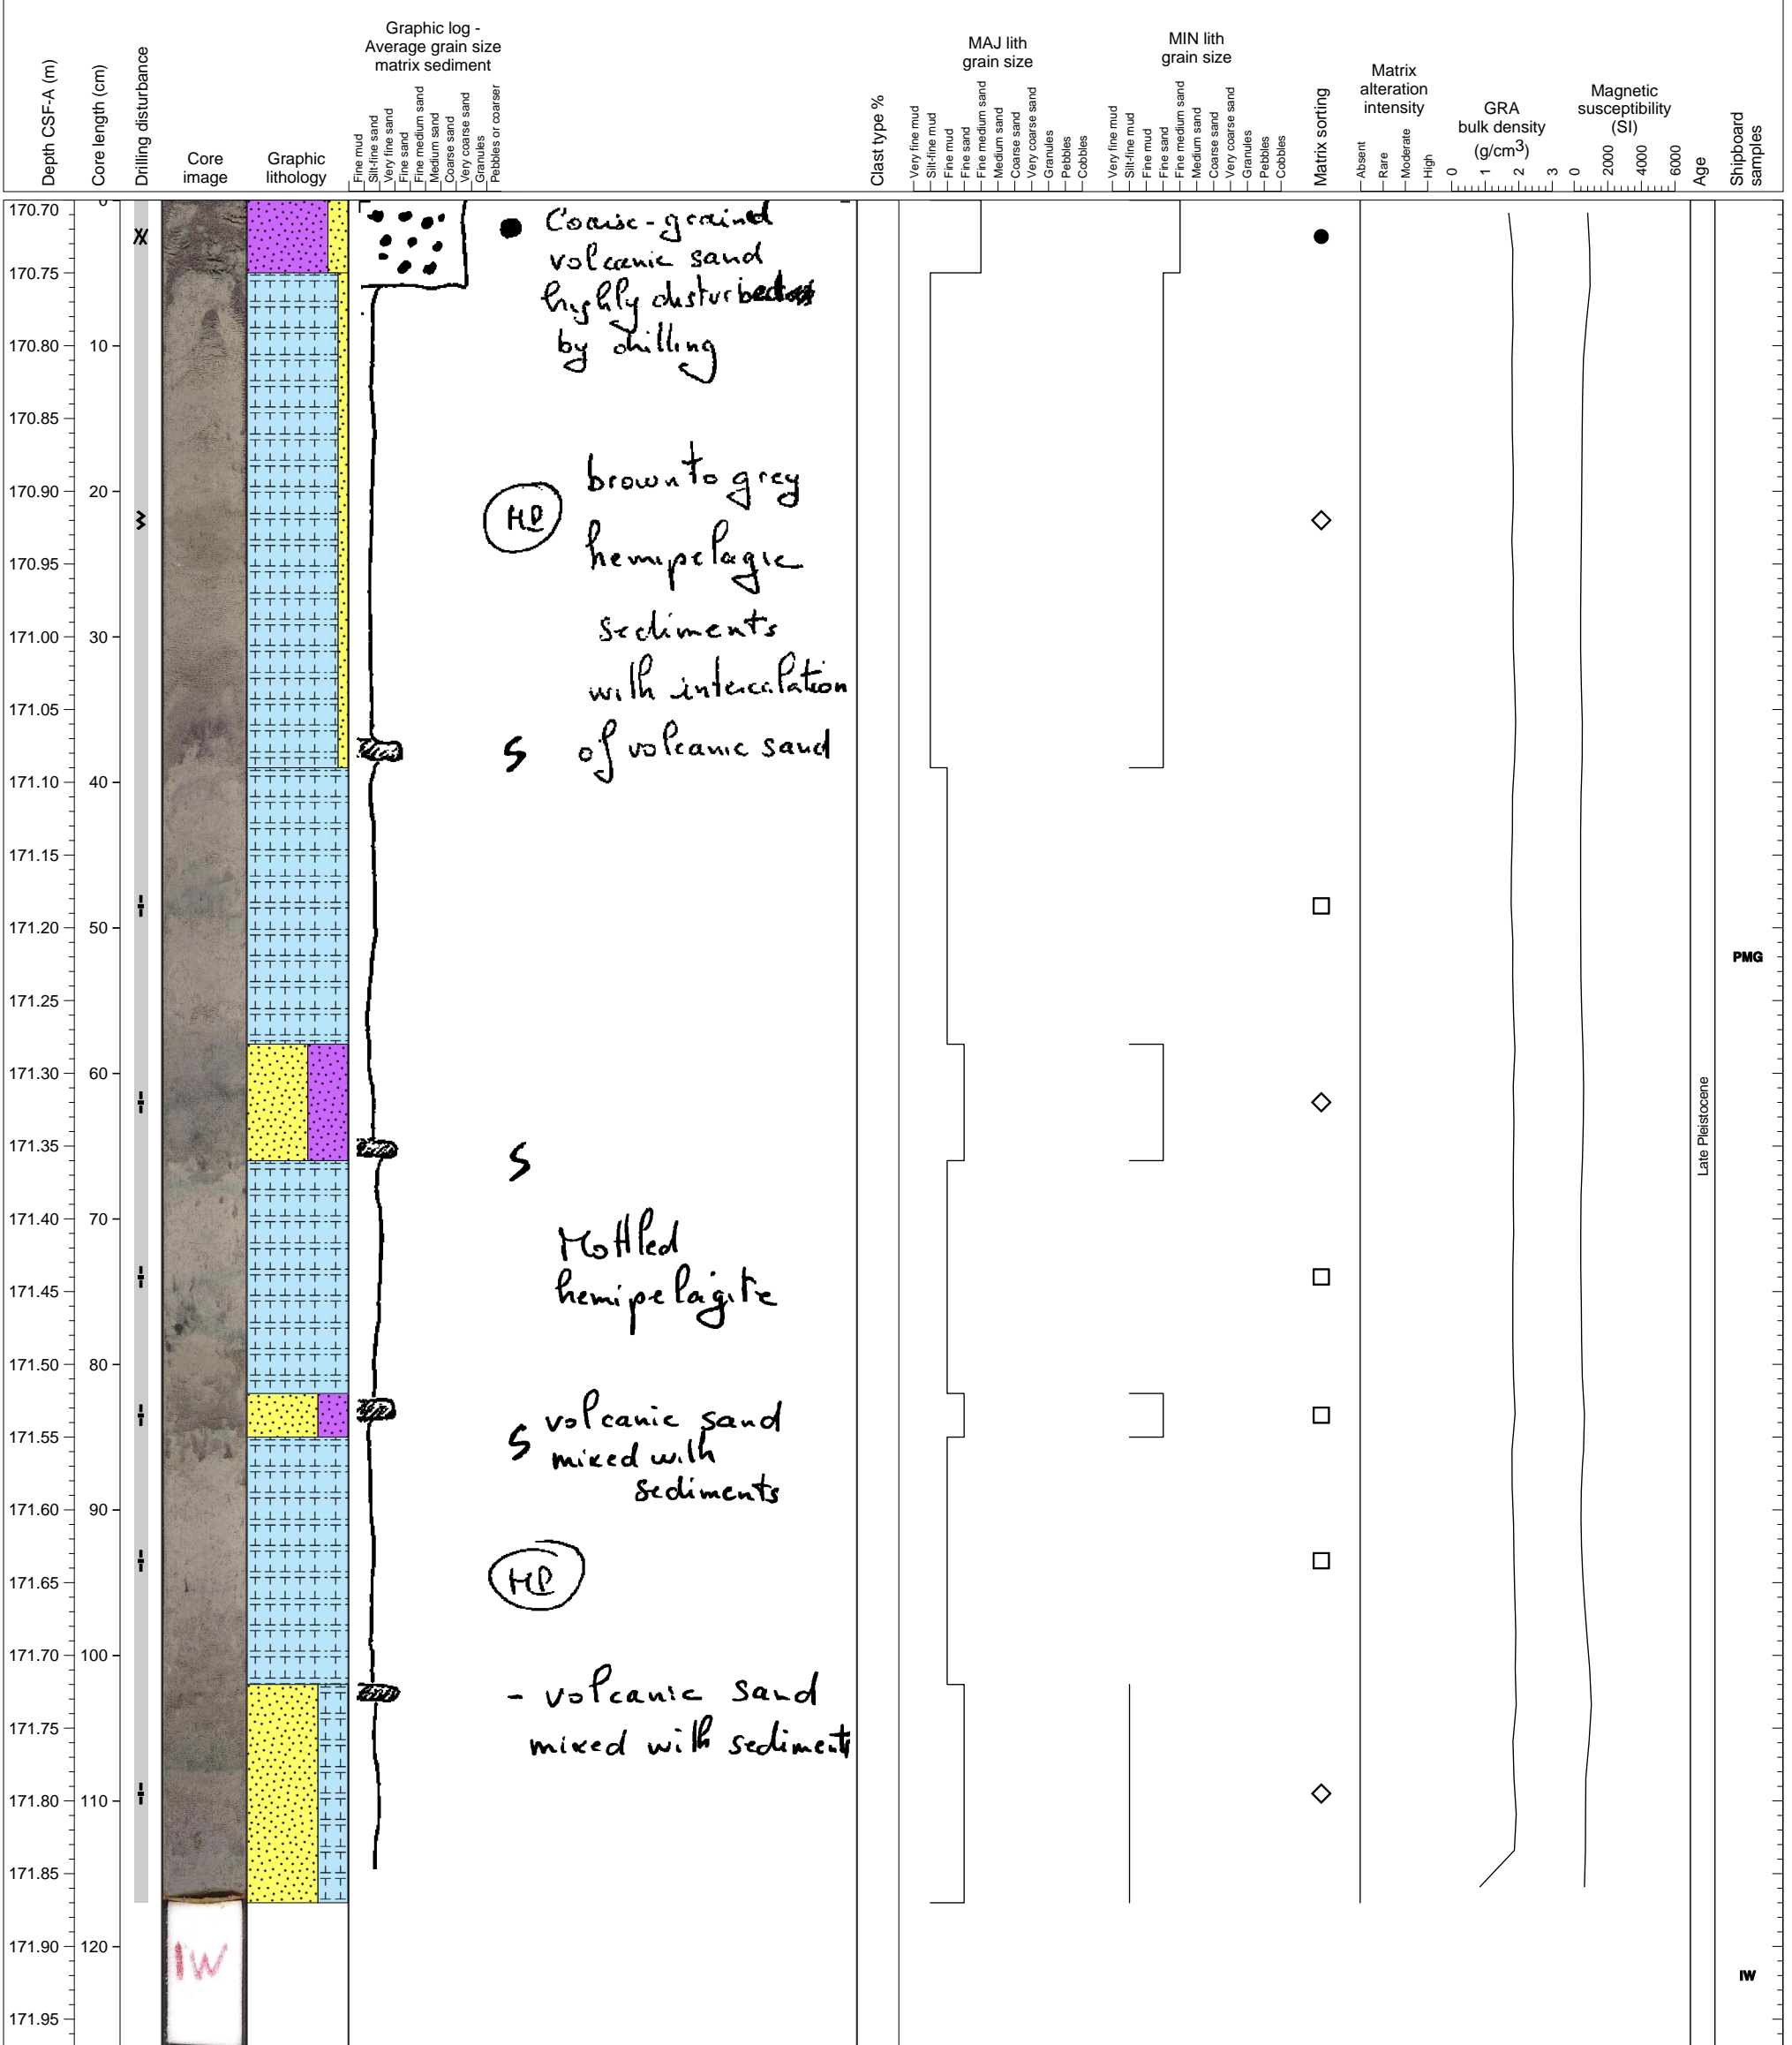 Depth CSF-A (m)
Core length (cm)
Drilling disturbance
Core
image
Graphic
lithology
Graphic log -
Average grain size
matrix sediment
Fine mud
Silt-fine sand
Very fine sand
Fine sand
Fine medium sand
Medium sand
Coarse sand
Very coarse sand
Granules
Pebbles or coarser
Clast type %
MAJ lith
grain size
Very fine mud
Silt-fine mud
Fine mud
Fine sand
Fine medium sand
Medium sand
Coarse sand
Very coarse sand
Granules
Pebbles
Cobbles
MIN lith
grain size
Very fine mud
Silt-fine mud
Fine mud
Fine sand
Fine medium sand
Medium sand
Coarse sand
Very coarse sand
Granules
Pebbles
Cobbles
Matrix sorting
Matrix
alteration
intensity
Absent
Rare
Moderate
High
GRA
bulk density
(g/cm3)
0 1 2 3
Magnetic
susceptibility
(SI)
0 2000 4000 6000
Age
Shipboard
samples
170.70 0
170.75
170.80 10
170.85
170.90 20
170.95
171.00 30
171.05
171.10 40
171.15
171.20 50
171.25
171.30 60
171.35
171.40 70
171.45
171.50 80
171.55
171.60 90
171.65
171.70 100
171.75
171.80 110
171.85
171.90 120
171.95
Coarse-grained
volcanic sand
highly disturbed
by drilling
HP
brown to grey
hemipelagic
sediments
with intercalation
S of volcanic sand
S
Mottled
hemipelagite
S volcanic sand
mixed with
sediments
HP
- volcanic sand
mixed with sediments
IW
Late Pleistocene
PMG
IW